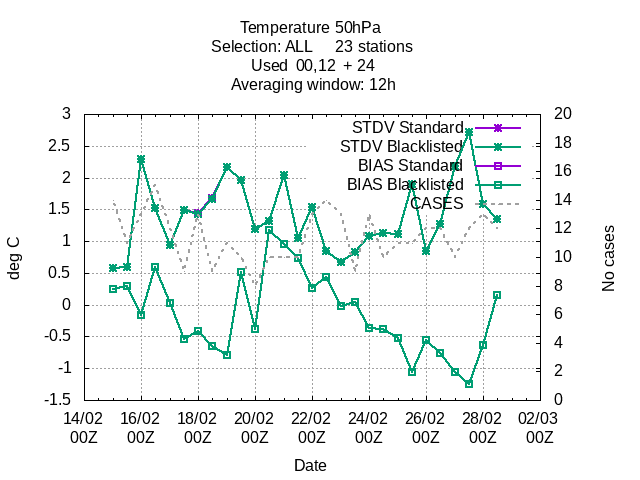 Temperature 50hPa
Selection: ALL 23 stations
Used 00,12 + 24
Averaging window: 12h
3
2.5
2
1.5
1
0.5
0
-0.5
-1
-1.5
deg C
20
18
16
14
12
10
8
6
4
2
0
No cases
STDV Standard
STDV Blacklisted
BIAS Standard
BIAS Blacklisted
CASES
14/02 16/02 18/02 20/02 22/02 24/02 26/02 28/02 02/03
00Z 00Z 00Z 00Z 00Z 00Z 00Z 00Z 00Z
Date